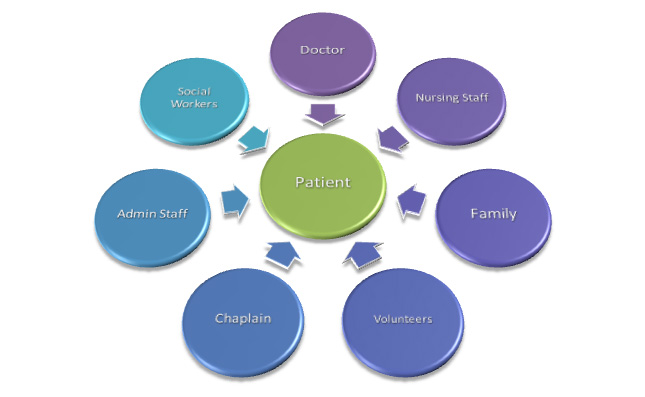 Doctor
Nursing Staff
Family
Volunteers
Chaplain
Admin Staff
Social
Workers
Patient